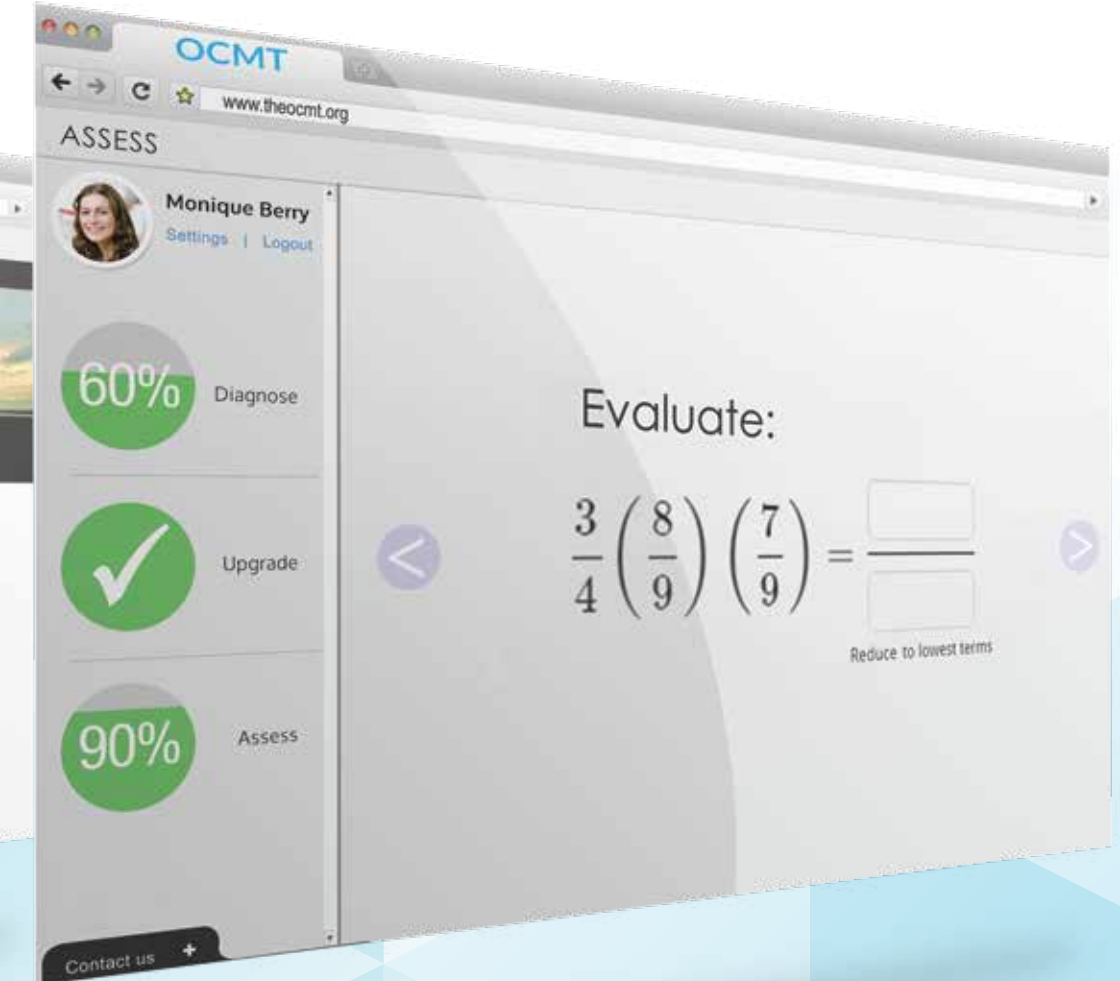 OCMT
www.theocmt.org
ASSESS
Monique Berry
Settings | Logout
60% Diagnose
Upgrade
90% Assess
Contact us +
Evaluate:
3/4 (8/9) (7/9) =
Reduce to lowest terms